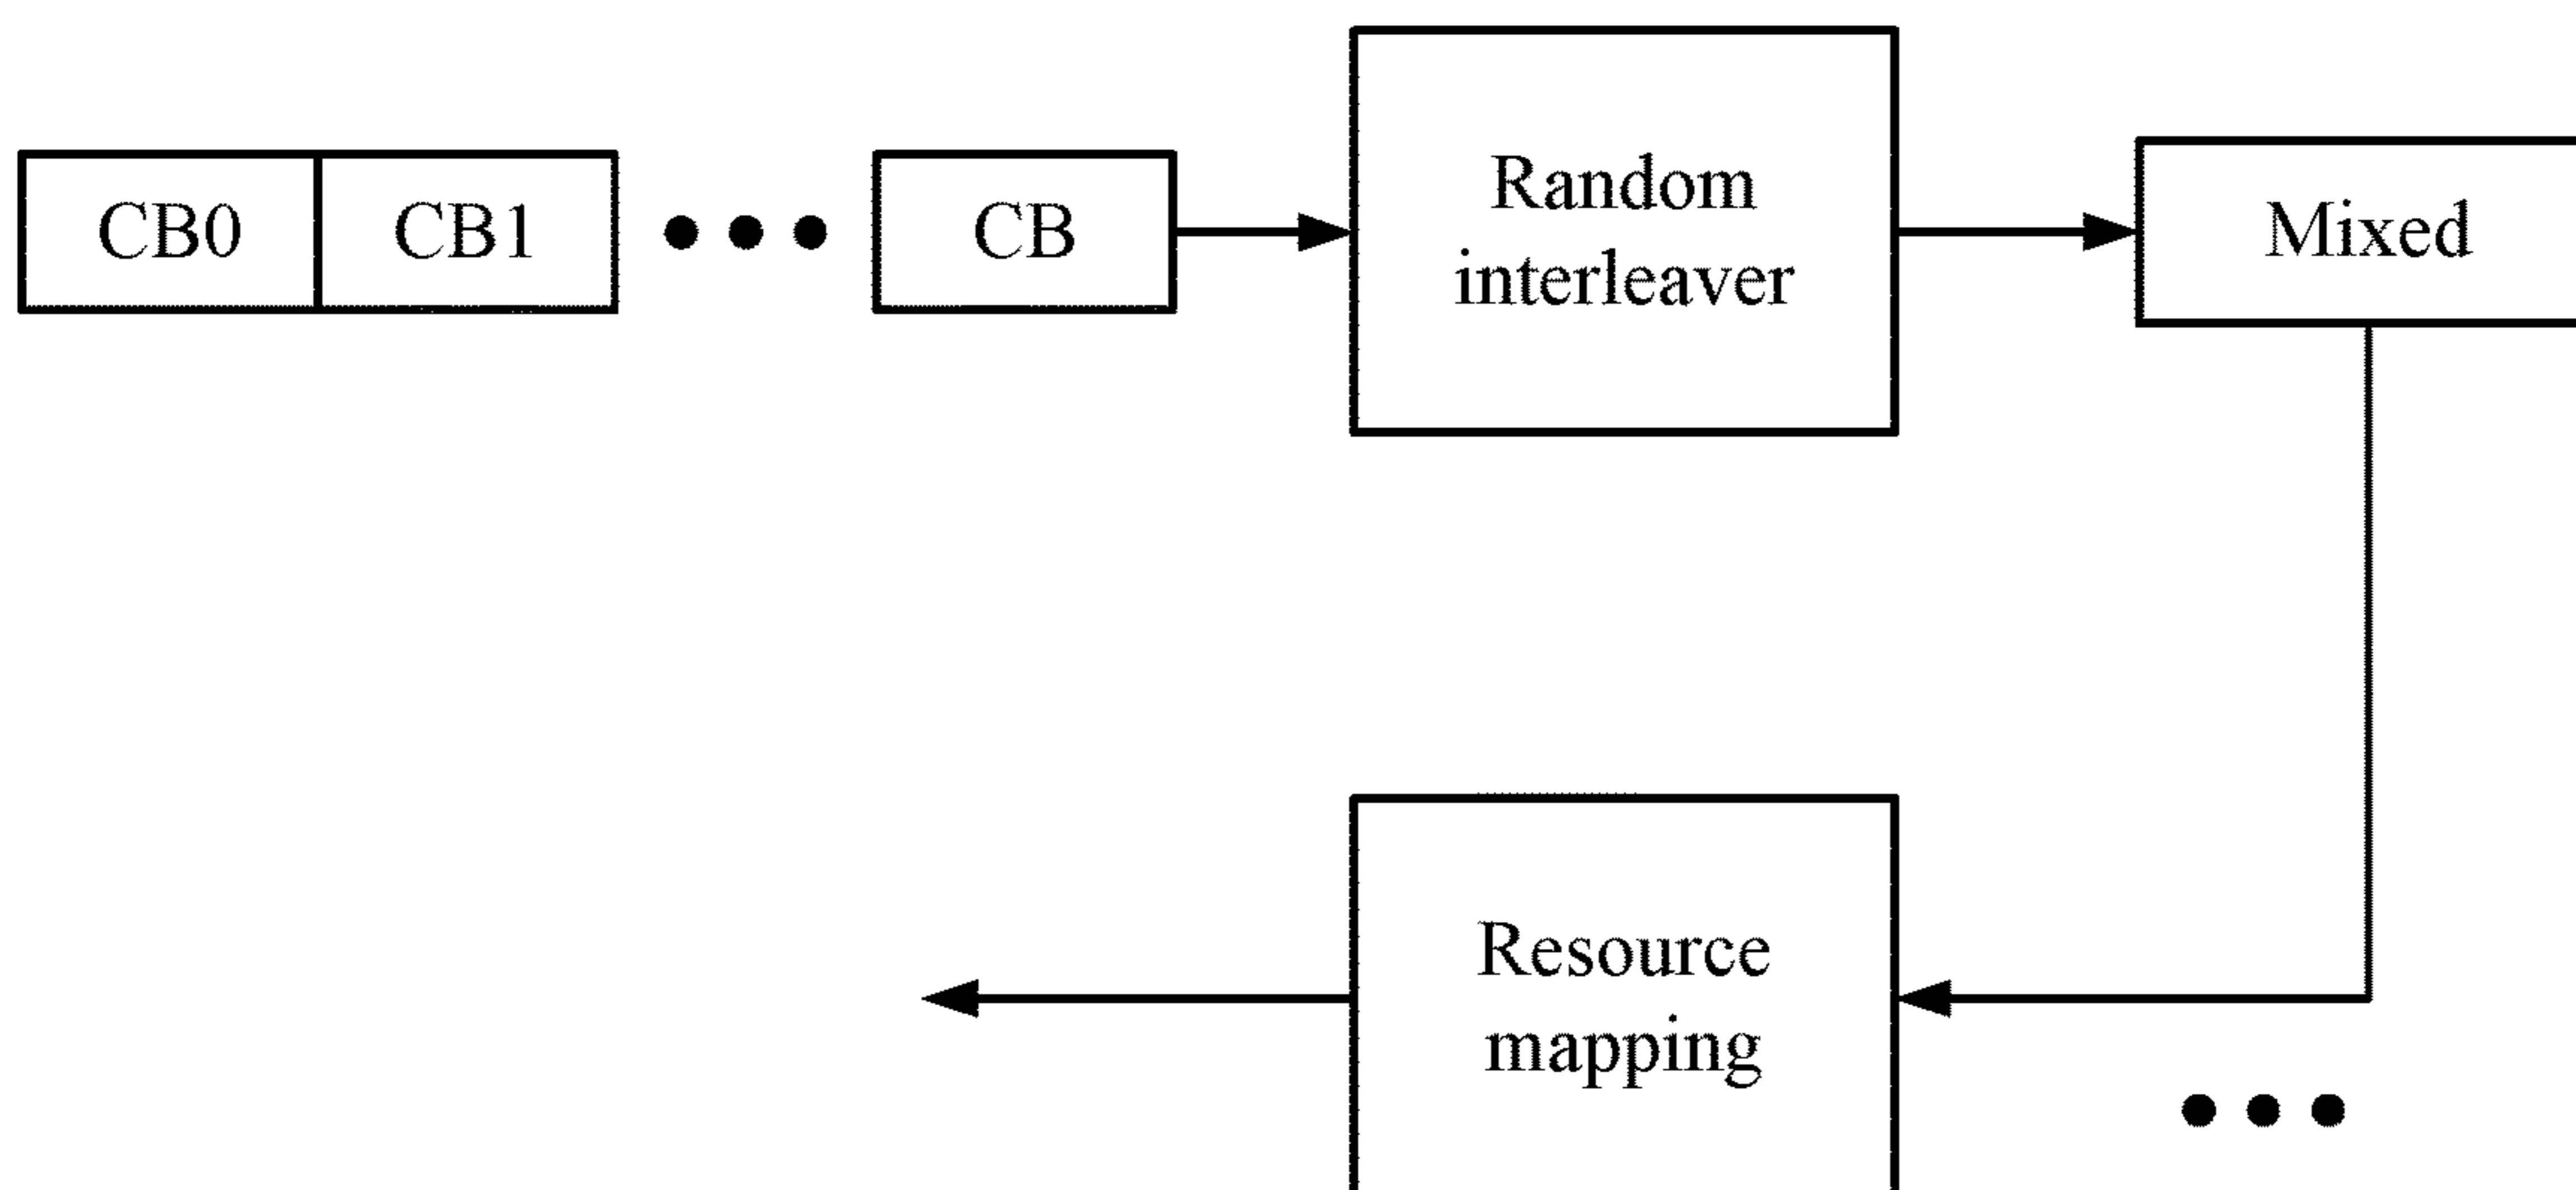 CB0 CB1 ••• CB
Random
interleaver
Mixed
Resource
mapping
•••